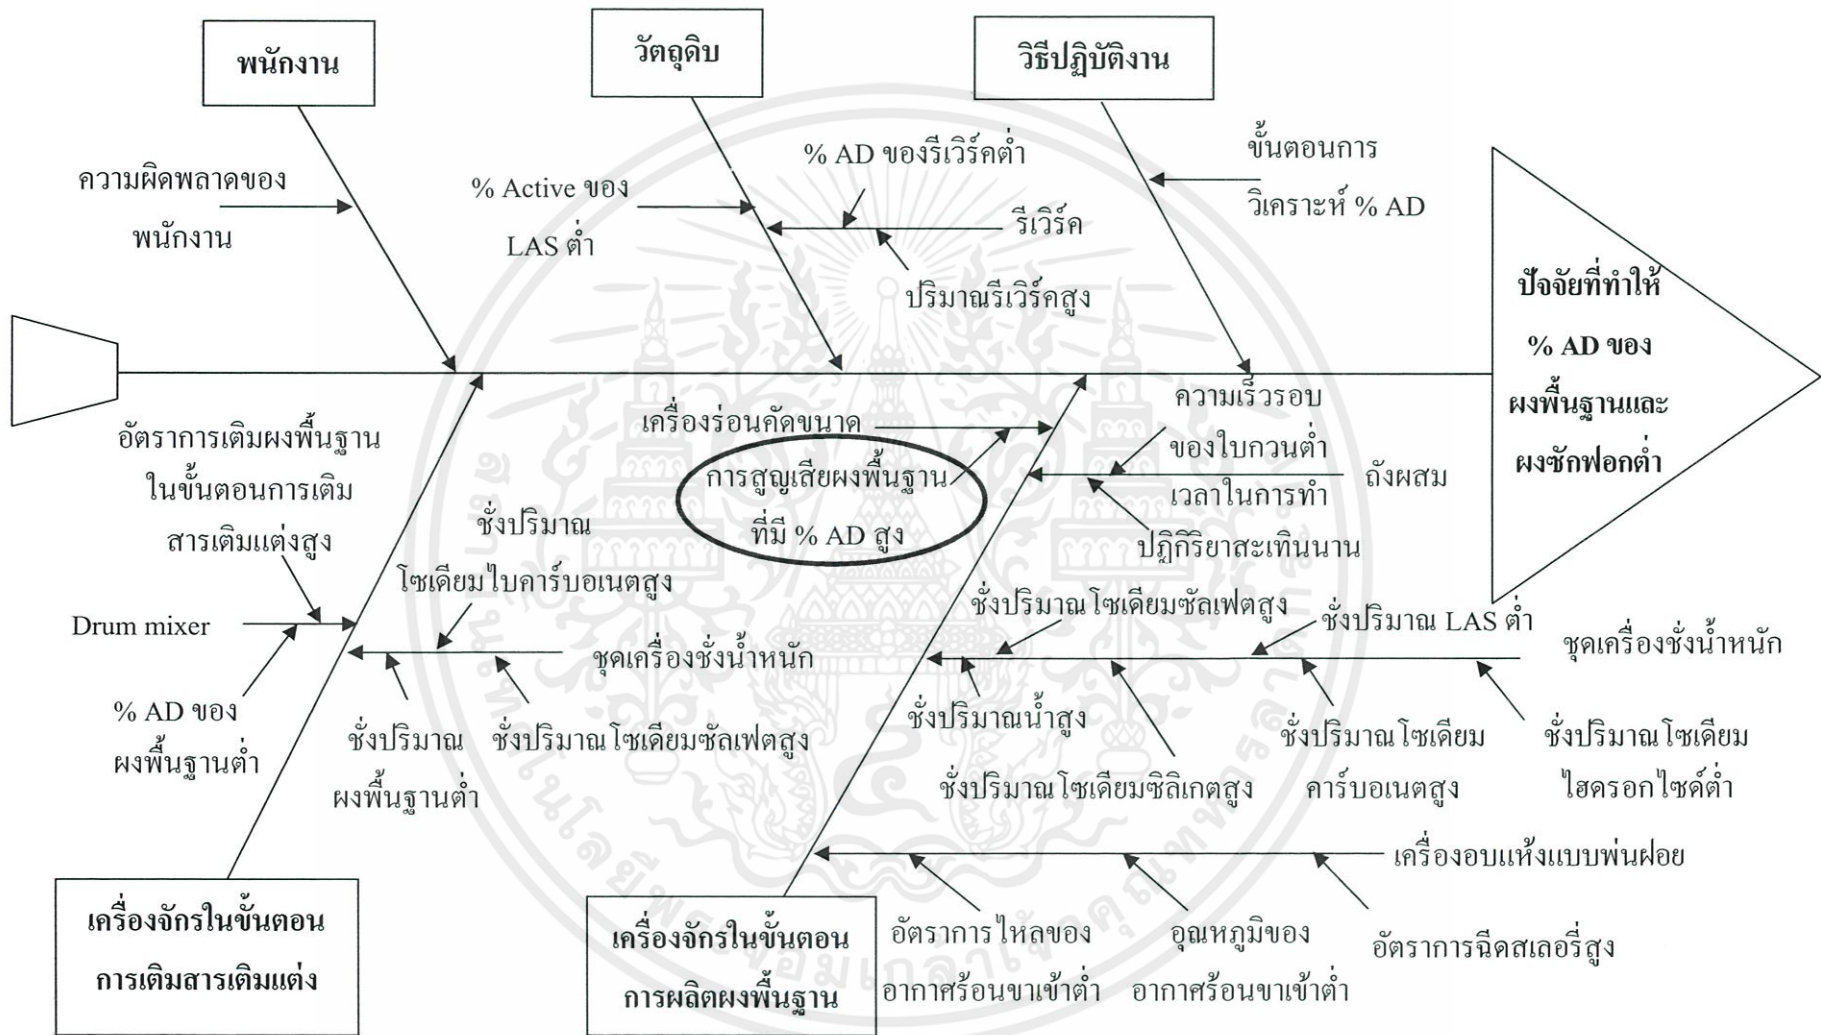 พนักงาน
วัตถุดิบ
วิธีปฏิบัติงาน
ความผิดพลาดของ
พนักงาน
% Active ของ
LAS ต่ำ
% AD ของรีเวิร์คต่ำ
รีเวิร์ค
ปริมาณรีเวิร์คสูง
ขั้นตอนการ
วิเคราะห์ % AD
ปัจจัยที่ทำให้
% AD ของ
ผงพื้นฐานและ
ผงซักฟอกต่ำ
อัตราการเติมผงพื้นฐาน
ในขั้นตอนการเติม
สารเติมแต่งสูง
Drum mixer
% AD ของ
ผงพื้นฐานต่ำ
ชั่งปริมาณ
โซเดียมไบคาร์บอเนตสูง
ชุดเครื่องชั่งน้ำหนัก
ชั่งปริมาณ
ผงพื้นฐานต่ำ
ชั่งปริมาณโซเดียมซัลเฟตสูง
เครื่องร่อนคัดขนาด
การสูญเสียผงพื้นฐาน
ที่มี % AD สูง
ความเร็วรอบ
ของใบกวนต่ำ
ถังผสม
เวลาในการทำ
ปฏิกิริยาสะเทินนาน
ชั่งปริมาณโซเดียมซัลเฟตสูง
ชั่งปริมาณ LAS ต่ำ
ชุดเครื่องชั่งน้ำหนัก
ชั่งปริมาณน้ำสูง
ชั่งปริมาณโซเดียมซิลิเกตสูง
ชั่งปริมาณโซเดียม
คาร์บอเนตสูง
ชั่งปริมาณโซเดียม
ไฮดรอกไซด์ต่ำ
เครื่องอบแห้งแบบพ่นฝอย
อัตราการไหลของ
อากาศร้อนขาเข้าต่ำ
อุณหภูมิของ
อากาศร้อนขาเข้าต่ำ
อัตราการฉีดสเลอรี่สูง
เครื่องจักรในขั้นตอน
การเติมสารเติมแต่ง
เครื่องจักรในขั้นตอน
การผลิตผงพื้นฐาน